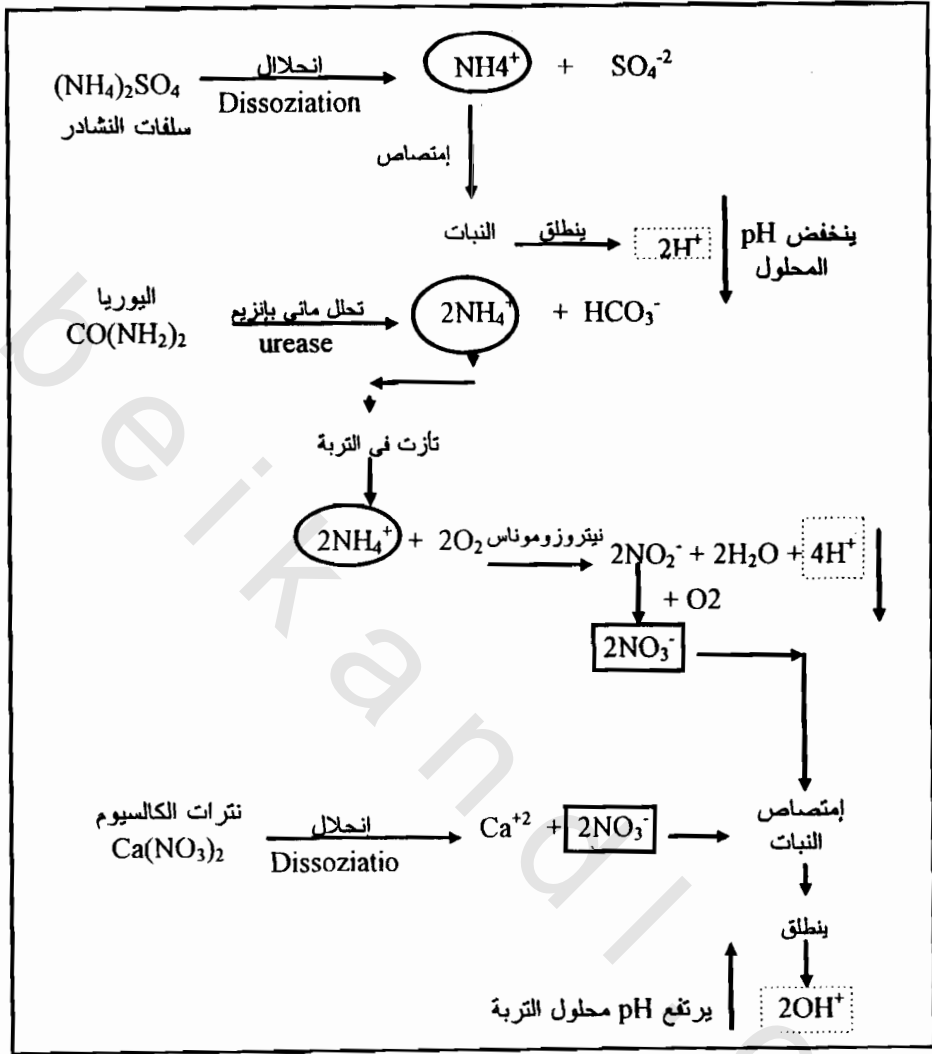 (NH₄)₂SO₄ انحلاال NH4⁺ + SO₄⁻²
سلفات النشادر Dissoziation
إمتصاص
النبات ينطلق 2H⁺ ينخفض pH
المحلول
اليوريا
CO(NH₂)₂ تحلل مائى بإنزيم 2NH₄⁺ + HCO₃⁻
urease
تأزت فى التربة
2NH₄⁺ + 2O₂ نيتروزوموناس 2NO₂⁻ + 2H₂O + 4H⁺
+ O2
2NO₃⁻
نترات الكالسيوم
Ca(NO₃)₂ انحلال Ca⁺² + 2NO₃⁻ إمتصاص
Dissoziatio النبات
ينطلق
يرتفع pH محلول التربة 2OH⁺
beikandl